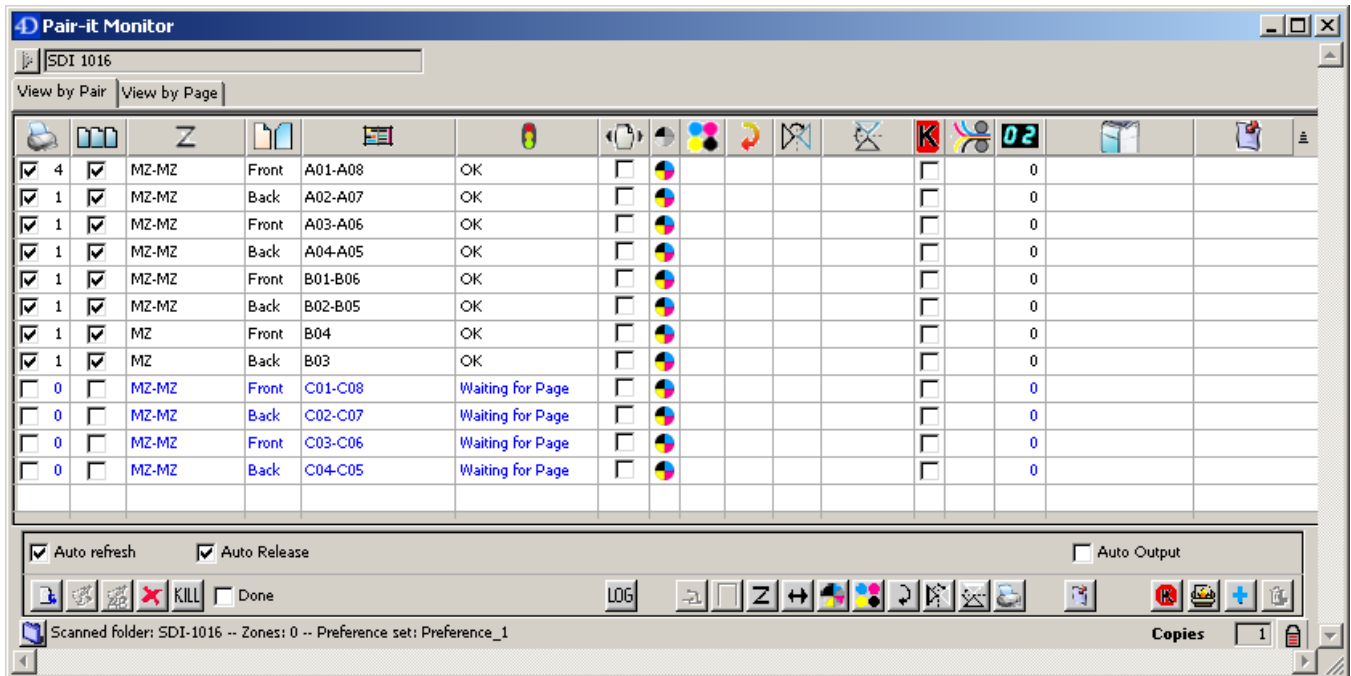 4D Pair-it Monitor
SDI 1016
View by Pair View by Page
Z K 02
4 MZ-MZ Front A01-A08 OK 0
1 MZ-MZ Back A02-A07 OK 0
1 MZ-MZ Front A03-A06 OK 0
1 MZ-MZ Back A04-A05 OK 0
1 MZ-MZ Front B01-B06 OK 0
1 MZ-MZ Back B02-B05 OK 0
1 MZ Front B04 OK 0
1 MZ Back B03 OK 0
0 MZ-MZ Front C01-C08 Waiting for Page 0
0 MZ-MZ Back C02-C07 Waiting for Page 0
0 MZ-MZ Front C03-C06 Waiting for Page 0
0 MZ-MZ Back C04-C05 Waiting for Page 0
Auto refresh Auto Release Auto Output
KILL Done LOG Z K
Scanned folder: SDI-1016 -- Zones: 0 -- Preference set: Preference_1 Copies 1